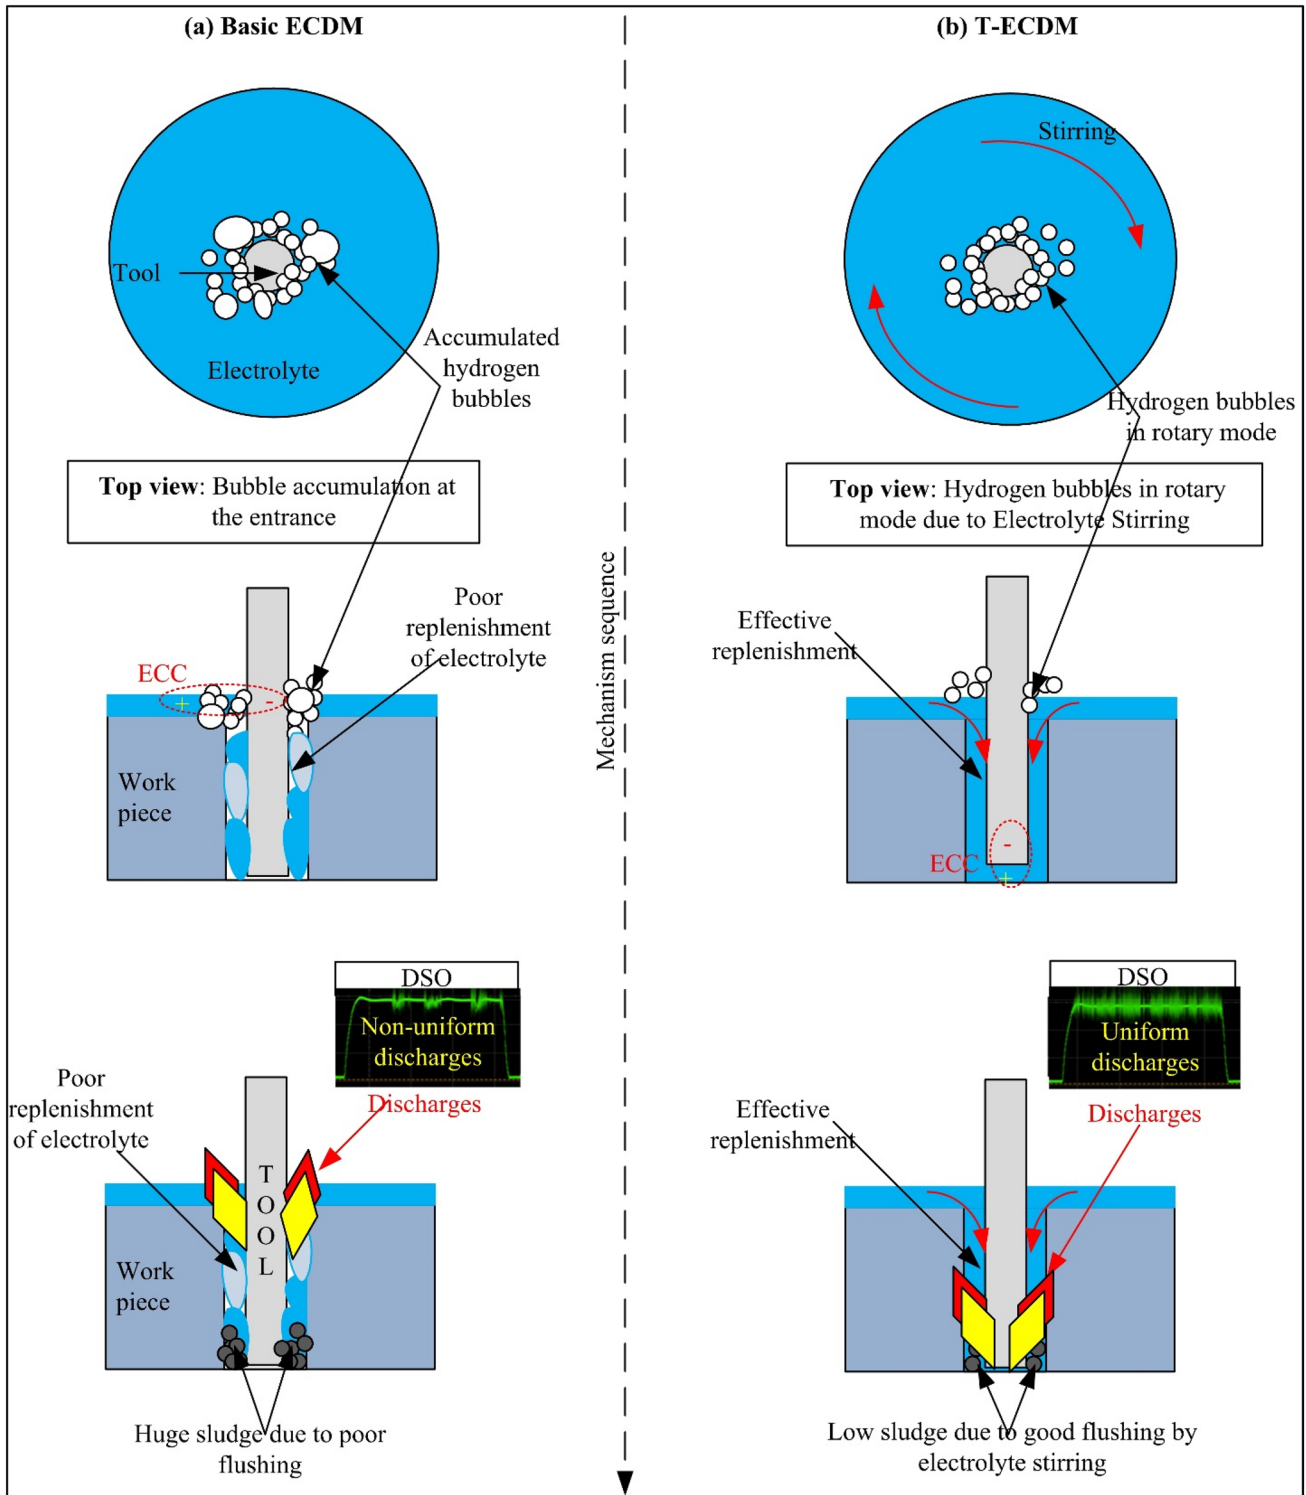 (a) Basic ECDM
Tool
Electrolyte
Accumulated
hydrogen
bubbles
Top view: Bubble accumulation at
the entrance
Poor
replenishment
of electrolyte
ECC
+
-
Work
piece
DSO
Non-uniform
discharges
Discharges
Poor
replenishment
of electrolyte
TOOL
Work
piece
Huge sludge due to poor
flushing
Mechanism sequence
(b) T-ECDM
Stirring
Hydrogen bubbles
in rotary mode
Top view: Hydrogen bubbles in rotary
mode due to Electrolyte Stirring
Effective
replenishment
-
ECC
+
DSO
Uniform
discharges
Effective
replenishment
Discharges
Low sludge due to good flushing by
electrolyte stirring